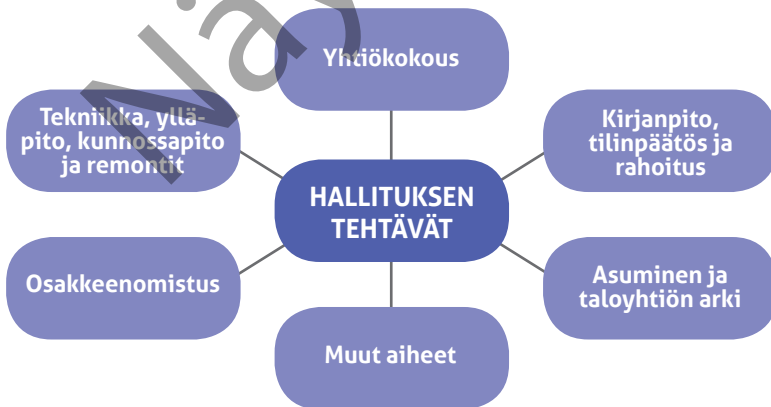 Yhtiökokous
Tekniikka, yllä-
pito, kunnossapito
ja remontit
Kirjanpito,
tilinpäätös ja
rahoitus
HALLITUKSEN
TEHTÄVÄT
Osakkeenomistus
Asuminen ja
taloyhtiön arki
Muut aiheet